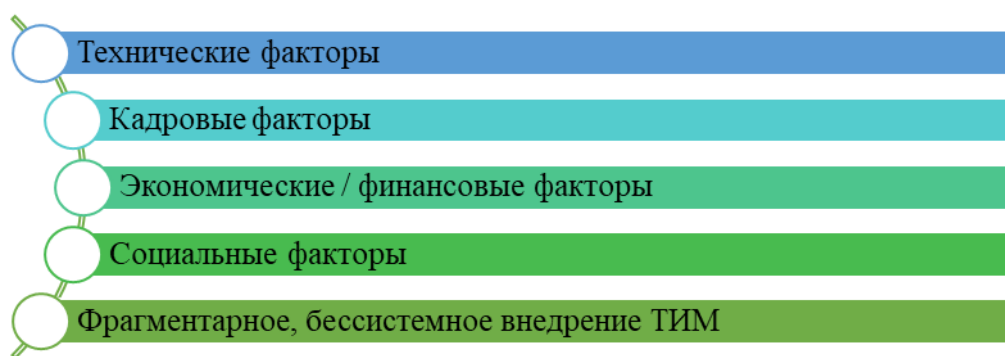 Технические факторы
Кадровые факторы
Экономические / финансовые факторы
Социальные факторы
Фрагментарное, бессистемное внедрение ТИМ